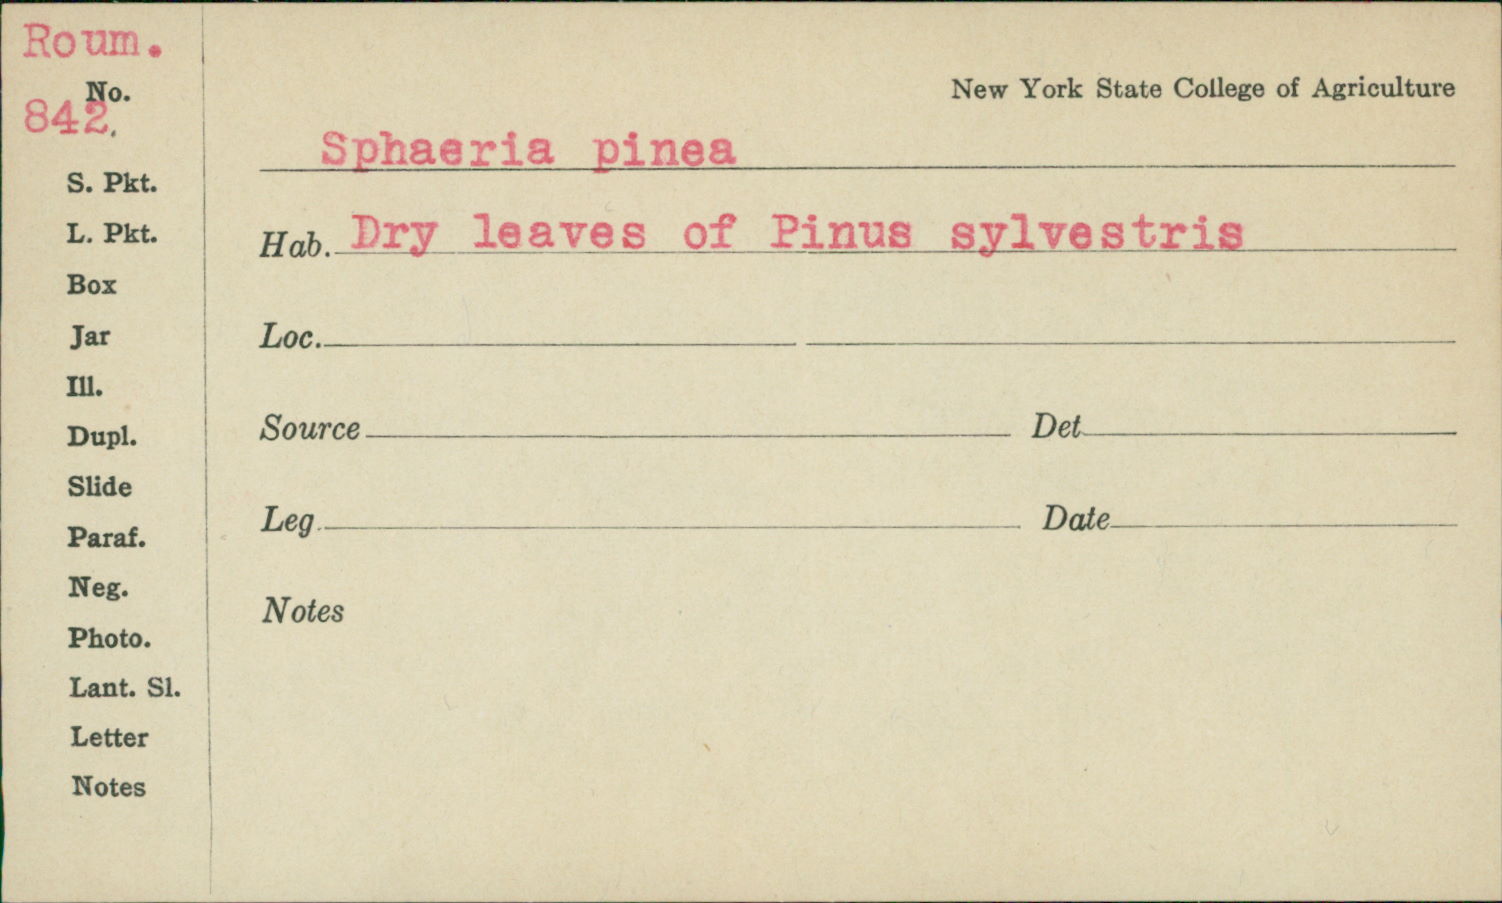 Roum.
No.
842.
S. Pkt.
L. Pkt.
Box
Jar
Ill.
Dupl.
Slide
Paraf.
Neg.
Photo.
Lant. Sl.
Letter
Notes
New York State College of Agriculture
Sphaeria pinea
Hab. Dry leaves of Pinus sylvestris
Loc.
Source Det
Leg. Date
Notes